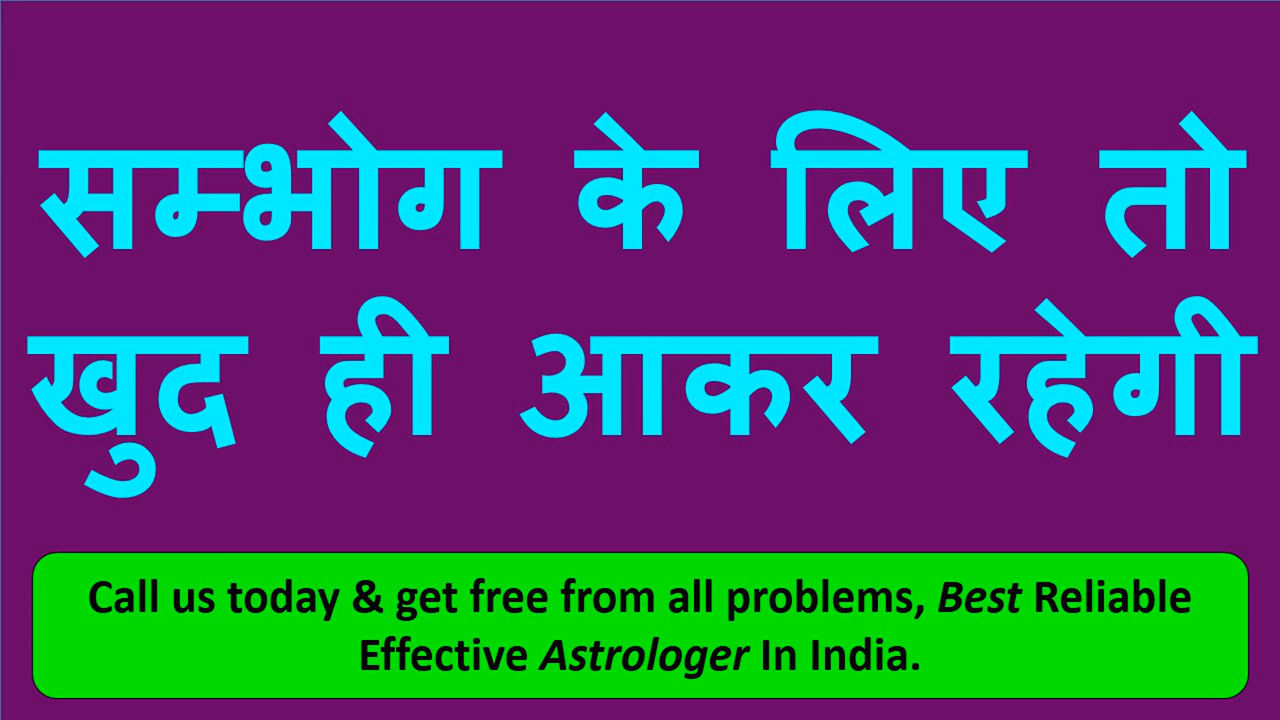 सम्भोग के लिए तो
खुद ही आकर रहेगी
Call us today & get free from all problems, Best Reliable
Effective Astrologer In India.